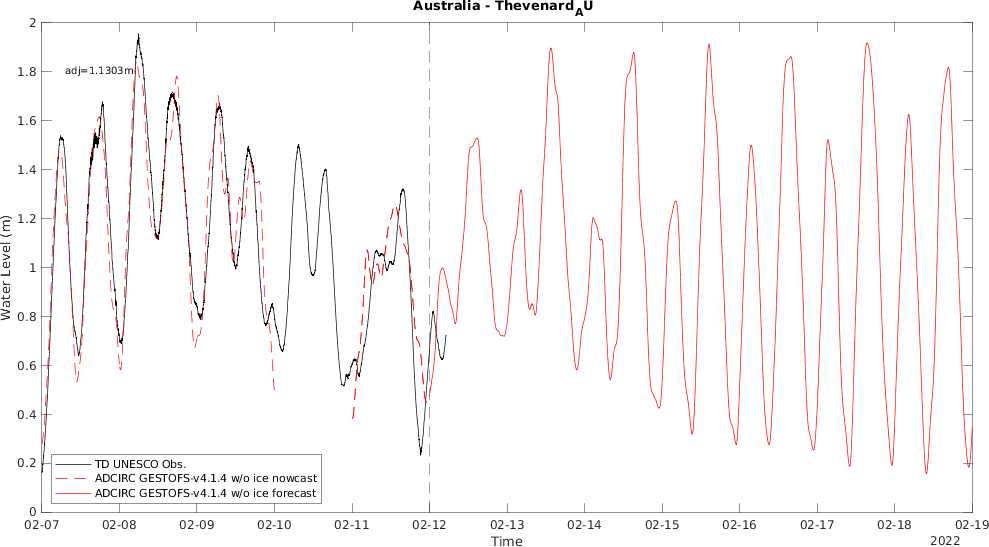 Australia - Thevenard_AU
adj=1.1303m
Water Level (m)
2
1.8
1.6
1.4
1.2
1
0.8
0.6
0.4
0.2
0
TD UNESCO Obs.
ADCIRC GESTOFS-v4.1.4 w/o ice nowcast
ADCIRC GESTOFS-v4.1.4 w/o ice forecast
02-07 02-08 02-09 02-10 02-11 02-12 02-13 02-14 02-15 02-16 02-17 02-18 02-19
Time
2022